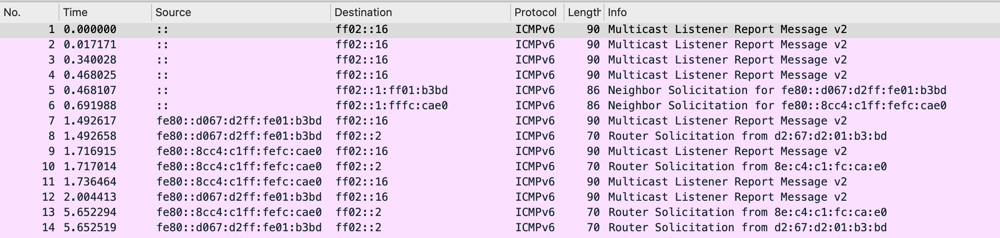 No. Time Source Destination Protocol Length Info
1 0.000000 :: ff02::16 ICMPv6 90 Multicast Listener Report Message v2
2 0.017171 :: ff02::16 ICMPv6 90 Multicast Listener Report Message v2
3 0.340028 :: ff02::16 ICMPv6 90 Multicast Listener Report Message v2
4 0.468025 :: ff02::16 ICMPv6 90 Multicast Listener Report Message v2
5 0.468107 :: ff02::1:ff01:b3bd ICMPv6 86 Neighbor Solicitation for fe80::d067:d2ff:fe01:b3bd
6 0.691988 :: ff02::1:fffc:cae0 ICMPv6 86 Neighbor Solicitation for fe80::8cc4:c1ff:fefc:cae0
7 1.492617 fe80::d067:d2ff:fe01:b3bd ff02::16 ICMPv6 90 Multicast Listener Report Message v2
8 1.492658 fe80::d067:d2ff:fe01:b3bd ff02::2 ICMPv6 70 Router Solicitation from d2:67:d2:01:b3:bd
9 1.716915 fe80::8cc4:c1ff:fefc:cae0 ff02::16 ICMPv6 90 Multicast Listener Report Message v2
10 1.717014 fe80::8cc4:c1ff:fefc:cae0 ff02::2 ICMPv6 70 Router Solicitation from 8e:c4:c1:fc:ca:e0
11 1.736464 fe80::8cc4:c1ff:fefc:cae0 ff02::16 ICMPv6 90 Multicast Listener Report Message v2
12 2.004413 fe80::d067:d2ff:fe01:b3bd ff02::16 ICMPv6 90 Multicast Listener Report Message v2
13 5.652294 fe80::8cc4:c1ff:fefc:cae0 ff02::2 ICMPv6 70 Router Solicitation from 8e:c4:c1:fc:ca:e0
14 5.652519 fe80::d067:d2ff:fe01:b3bd ff02::2 ICMPv6 70 Router Solicitation from d2:67:d2:01:b3:bd